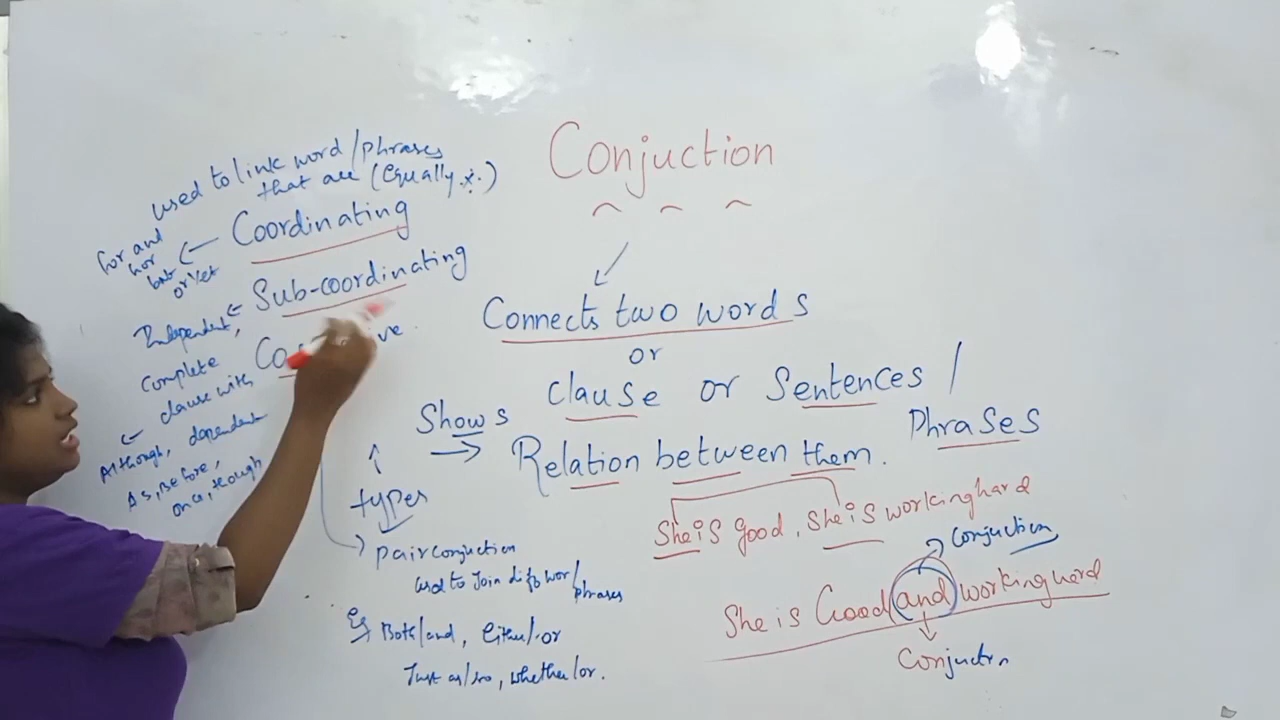 Conjuction
used to link word/phrases
that are (Equally
Coordinating
for and
nor
but
or Yet
Sub-coordinating
Independent,
complete
clause with
dependent
Although,
As, Before,
once, though
Connects two words
or
clause or Sentences /
Phrases
Shows
Relation between them.
types
pair conjuction
used to Join diff wor/
phrases
Eg Both/and, Either/or
Just as/so, whether/or.
She is good, She is working hard
conjuction
She is Good and working hard
Conjuctn